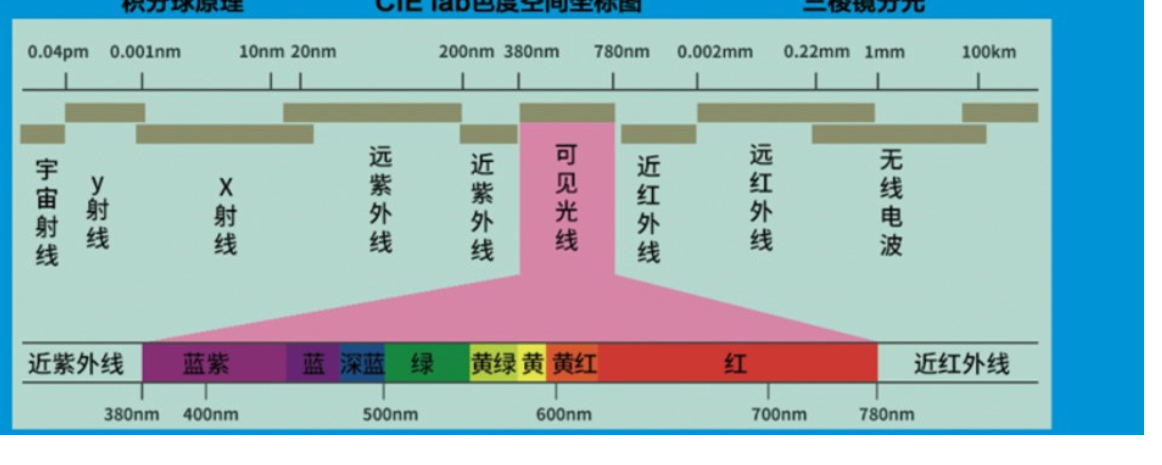 积分球原理 CIE lab色度空间坐标图 三棱镜分光
0.04pm 0.001nm 10nm 20nm 200nm 380nm 780nm 0.002mm 0.22mm 1mm 100km
宇宙射线
y射线
X射线
远紫外线
近紫外线
可见光线
近红外线
远红外线
无线电波
近紫外线 蓝紫 蓝 深蓝 绿 黄绿 黄 黄红 红 近红外线
380nm 400nm 500nm 600nm 700nm 780nm